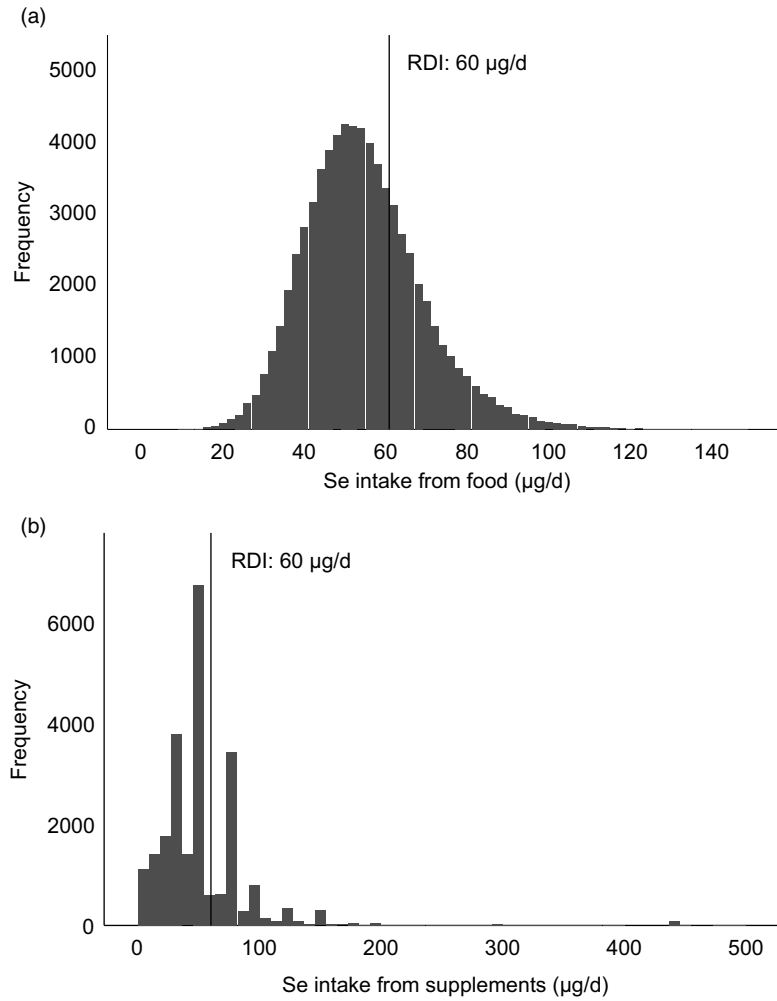 (a)
RDI: 60 µg/d
5000
4000
3000
2000
1000
0
Frequency
0 20 40 60 80 100 120 140
Se intake from food (µg/d)
(b)
RDI: 60 µg/d
6000
4000
2000
0
Frequency
0 100 200 300 400 500
Se intake from supplements (µg/d)